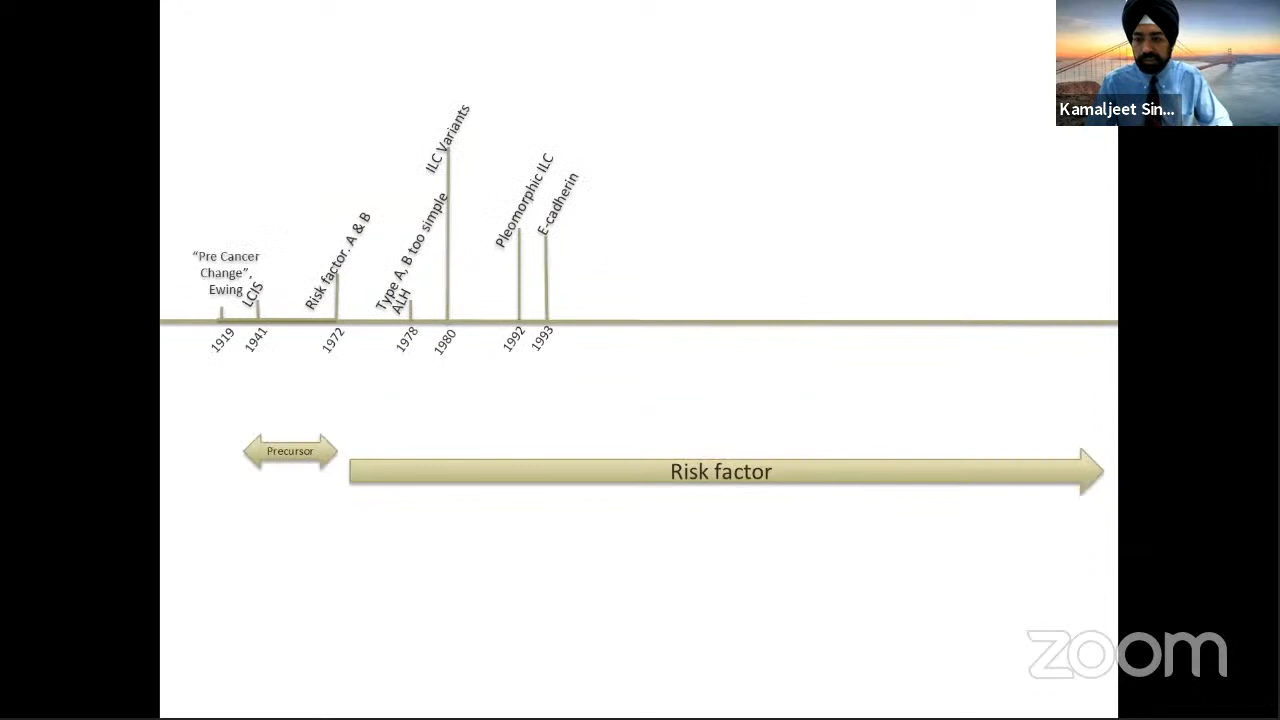 Kamaljeet Sin...
ILC Variants
Pleomorphic ILC
E-cadherin
Type A, B too simple
ALH
Risk factor. A & B
“Pre Cancer
Change”,
Ewing
LCIS
1919
1941
1972
1978
1980
1992
1993
Precursor
Risk factor
zoom